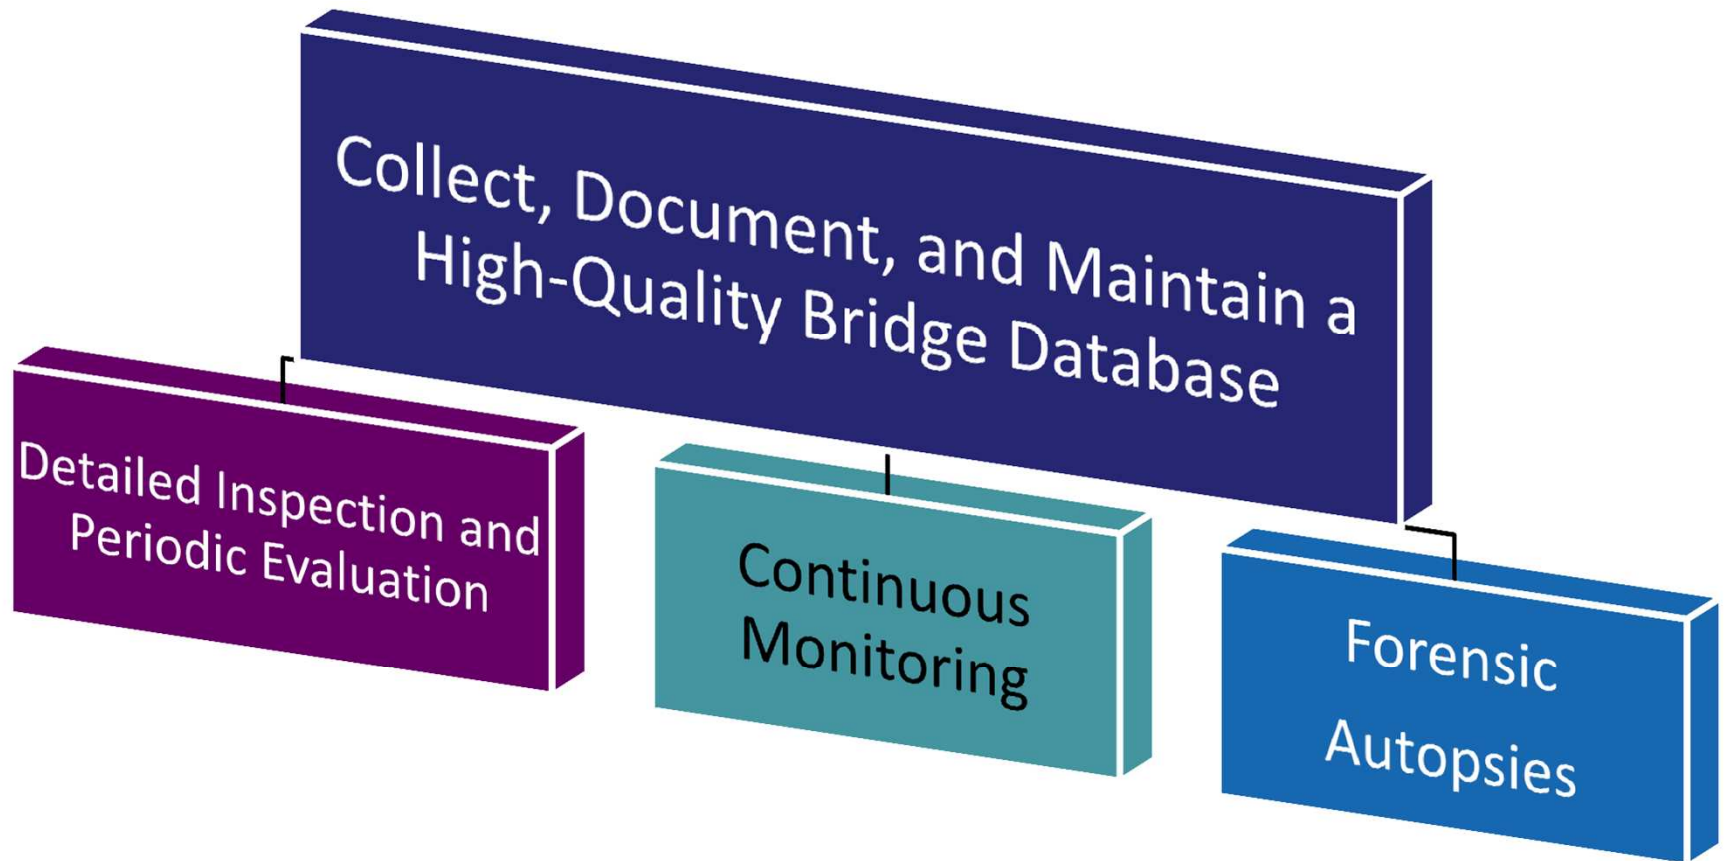 Collect, Document, and Maintain a
High-Quality Bridge Database
Detailed Inspection and
Periodic Evaluation
Continuous
Monitoring
Forensic
Autopsies